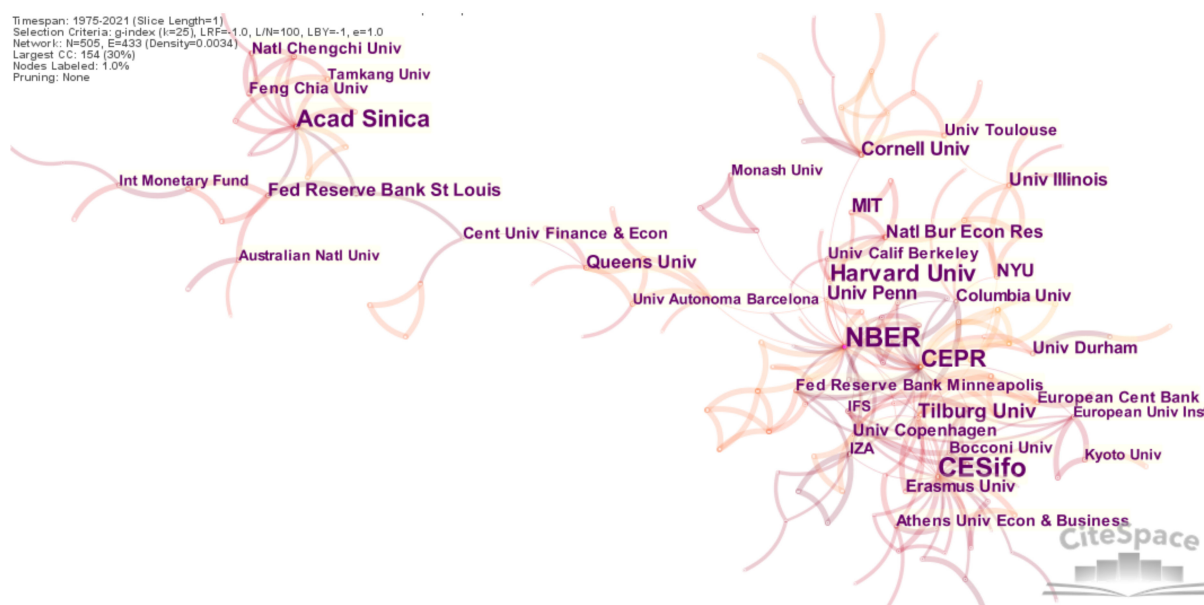 Timespan: 1975-2021 (Slice Length=1)
Selection Criteria: g-index (k=25), LRF=-1.0, L/N=100, LBY=-1, e=1.0
Network: N=505, E=433 (Density=0.0034)
Largest CC: 154 (30%)
Nodes Labeled: 1.0%
Pruning: None
Natl Chengchi Univ
Tamkang Univ
Feng Chia Univ
Acad Sinica
Univ Toulouse
Cornell Univ
Monash Univ
Int Monetary Fund
Univ Illinois
Fed Reserve Bank St Louis
MIT
Cent Univ Finance & Econ
Natl Bur Econ Res
Australian Natl Univ
Univ Calif Berkeley
Queens Univ
Harvard Univ
NYU
Univ Autonoma Barcelona
Univ Penn
Columbia Univ
NBER
Univ Durham
CEPR
Fed Reserve Bank Minneapolis
European Cent Bank
IFS
Tilburg Univ
European Univ Ins
Univ Copenhagen
IZA
Bocconi Univ
Kyoto Univ
CESifo
Erasmus Univ
Athens Univ Econ & Business
CiteSpace